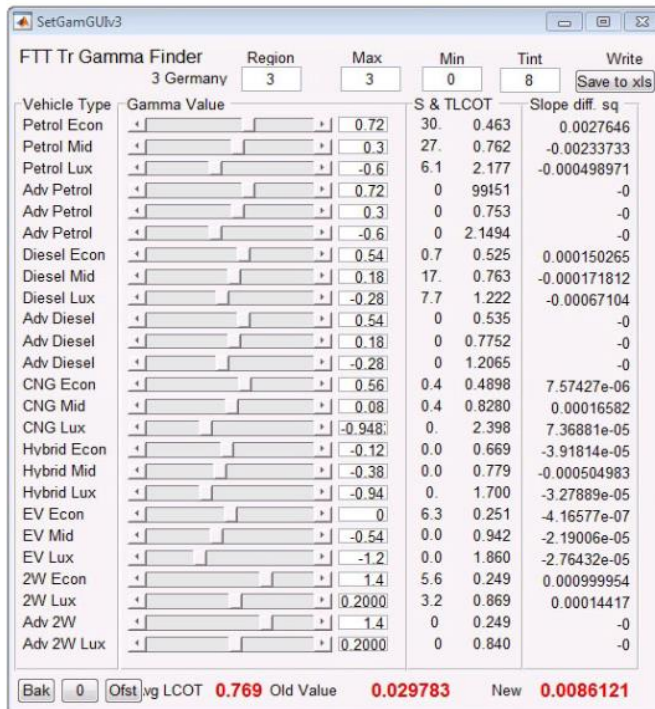 SetGamGUIv3
FTT Tr Gamma Finder Region Max Min Tint Write
3 Germany 3 3 0 8 Save to xls
Vehicle Type Gamma Value S & TLCOT Slope diff. sq
Petrol Econ 0.72 30. 0.463 0.0027646
Petrol Mid 0.3 27. 0.762 -0.00233733
Petrol Lux -0.6 6.1 2.177 -0.000498971
Adv Petrol 0.72 0 -0
Adv Petrol 0.3 0 0.753 -0
Adv Petrol -0.6 0 2.1494 -0
Diesel Econ 0.54 0.7 0.525 0.000150265
Diesel Mid 0.18 17. 0.763 -0.000171812
Diesel Lux -0.28 7.7 1.222 -0.00067104
Adv Diesel 0.54 0 0.535 -0
Adv Diesel 0.18 0 0.7752 -0
Adv Diesel -0.28 0 1.2065 -0
CNG Econ 0.56 0.4 0.4898 7.57427e-06
CNG Mid 0.08 0.4 0.8280 0.00016582
CNG Lux -0.948 0. 2.398 7.36881e-05
Hybrid Econ -0.12 0.0 0.669 -3.91814e-05
Hybrid Mid -0.38 0.0 0.779 -0.000504983
Hybrid Lux -0.94 0. 1.700 -3.27889e-05
EV Econ 0 6.3 0.251 -4.16577e-07
EV Mid -0.54 0.0 0.942 -2.19006e-05
EV Lux -1.2 0.0 1.860 -2.76432e-05
2W Econ 1.4 5.6 0.249 0.000999954
2W Lux 0.2000 3.2 0.869 0.00014417
Adv 2W 1.4 0 0.249 -0
Adv 2W Lux 0.2000 0 0.840 -0
Bak 0 Ofst vg LCOT 0.769 Old Value 0.029783 New 0.0086121